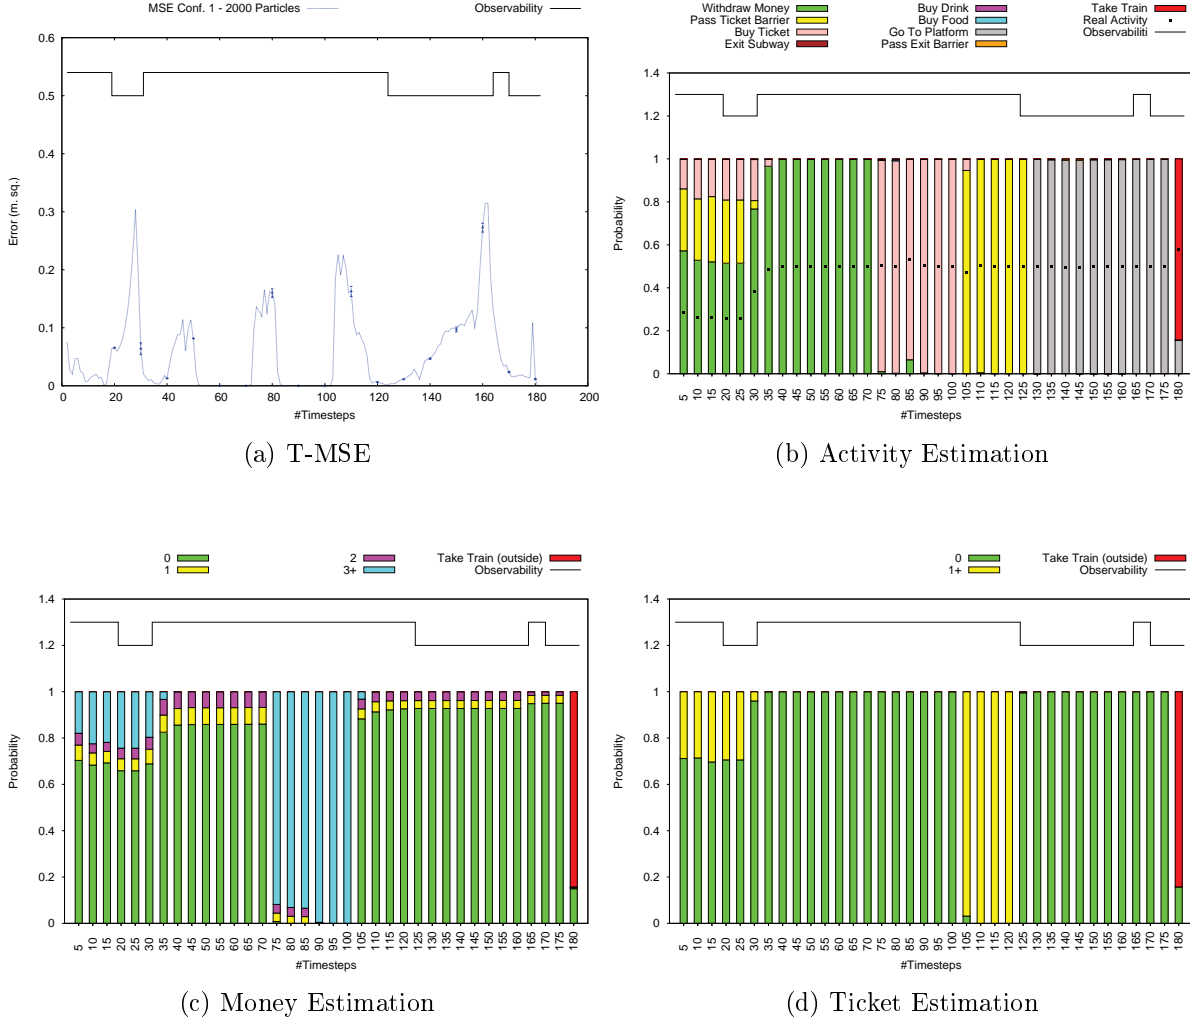 MSE Conf. 1 - 2000 Particles
Observability
0.6
0.5
0.4
0.3
0.2
0.1
0
Error (m. sq.)
0 20 40 60 80 100 120 140 160 180 200
#Timesteps
(a) T-MSE
Withdraw Money
Pass Ticket Barrier
Buy Ticket
Exit Subway
Buy Drink
Buy Food
Go To Platform
Pass Exit Barrier
Take Train
Real Activity
Observabiliti
1.4
1.2
1
0.8
0.6
0.4
0.2
0
Probability
5 10 15 20 25 30 35 40 45 50 55 60 65 70 75 80 85 90 95 100 105 110 115 120 125 130 135 140 145 150 155 160 165 170 175 180
#Timesteps
(b) Activity Estimation
0
1
2
3+
Take Train (outside)
Observability
1.4
1.2
1
0.8
0.6
0.4
0.2
0
Probability
5 10 15 20 25 30 35 40 45 50 55 60 65 70 75 80 85 90 95 100 105 110 115 120 125 130 135 140 145 150 155 160 165 170 175 180
#Timesteps
(c) Money Estimation
0
1+
Take Train (outside)
Observability
1.4
1.2
1
0.8
0.6
0.4
0.2
0
Probability
5 10 15 20 25 30 35 40 45 50 55 60 65 70 75 80 85 90 95 100 105 110 115 120 125 130 135 140 145 150 155 160 165 170 175 180
#Timesteps
(d) Ticket Estimation